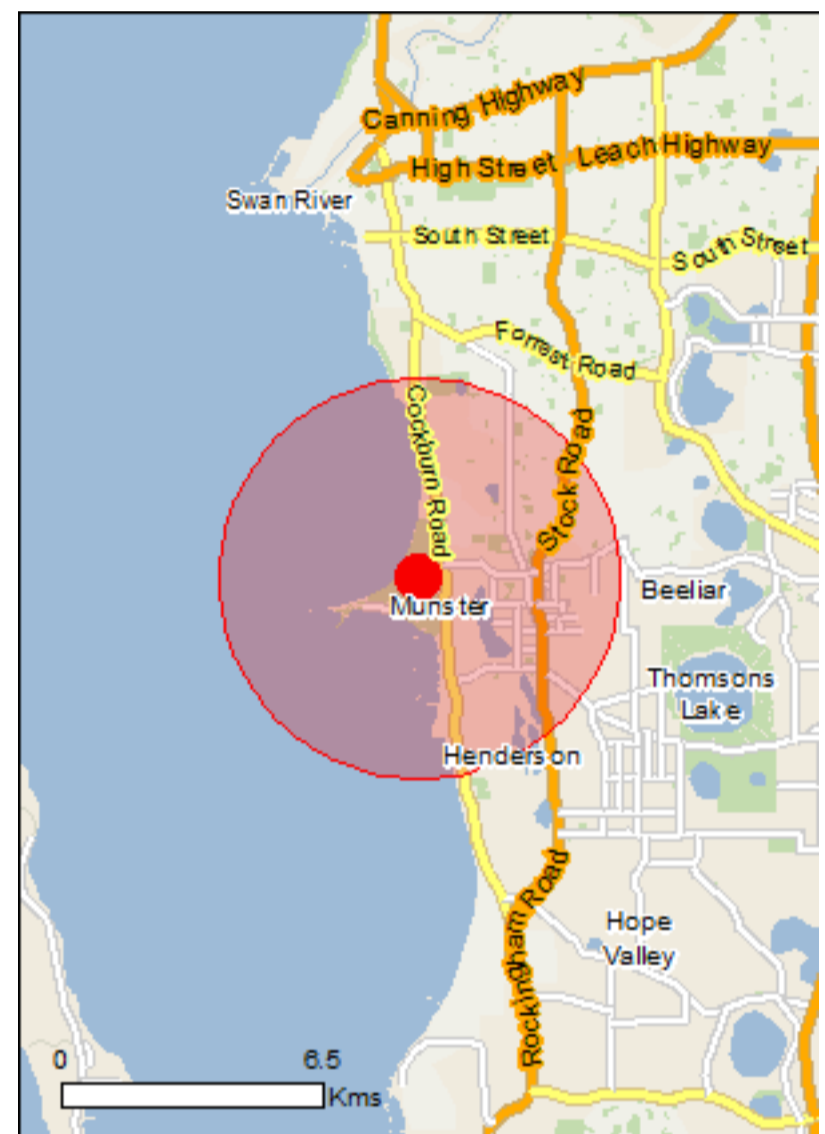 Canning Highway
High Street
Leach Highway
Swan River
South Street
South Street
Forrest Road
Cockburn Road
Stock Road
Munster
Beeliar
Thomsons
Lake
Henderson
Rockingham Road
Hope
Valley
0
6.5
Kms